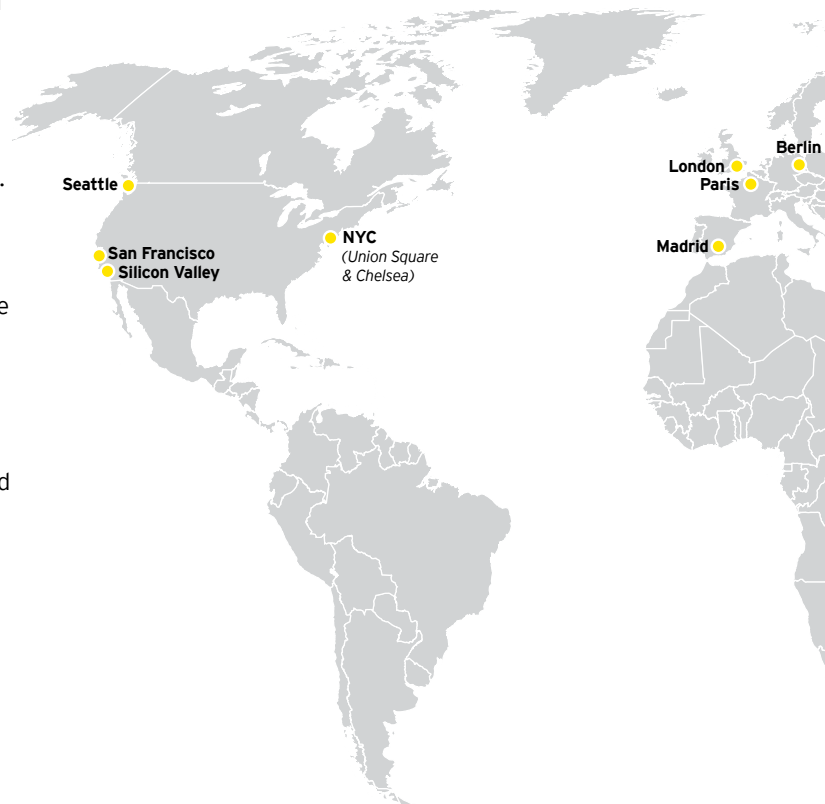 Berlin
London
Paris
Seattle
NYC
(Union Square
& Chelsea)
Madrid
San Francisco
Silicon Valley